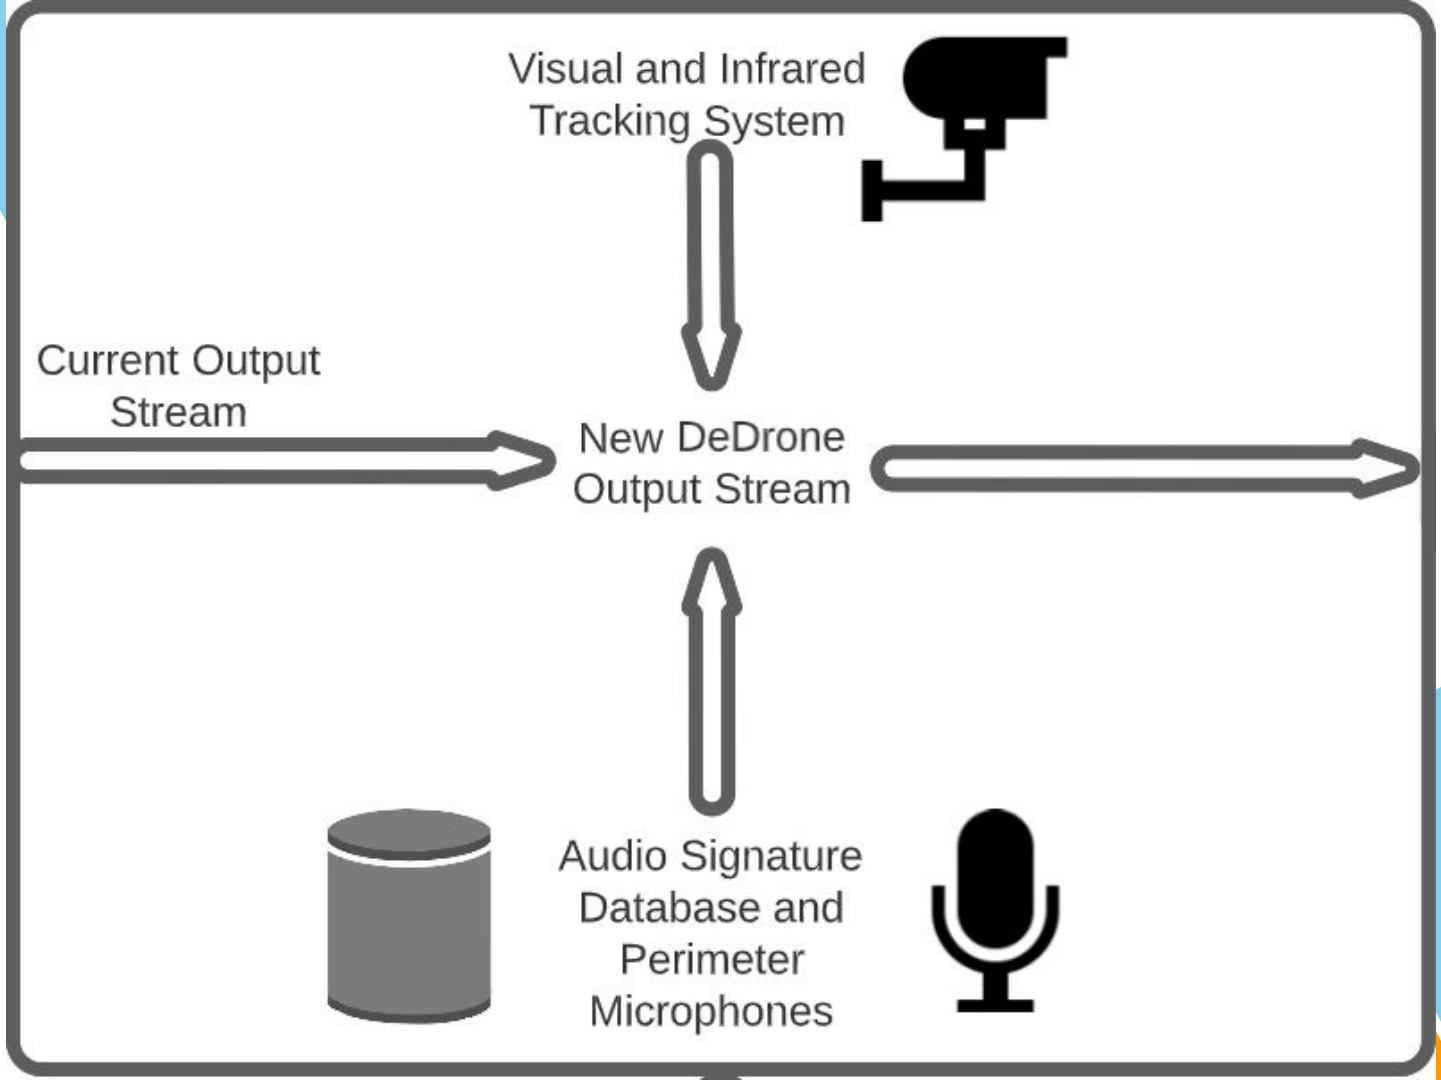 Visual and Infrared
Tracking System
Current Output
Stream
New DeDrone
Output Stream
Audio Signature
Database and
Perimeter
Microphones